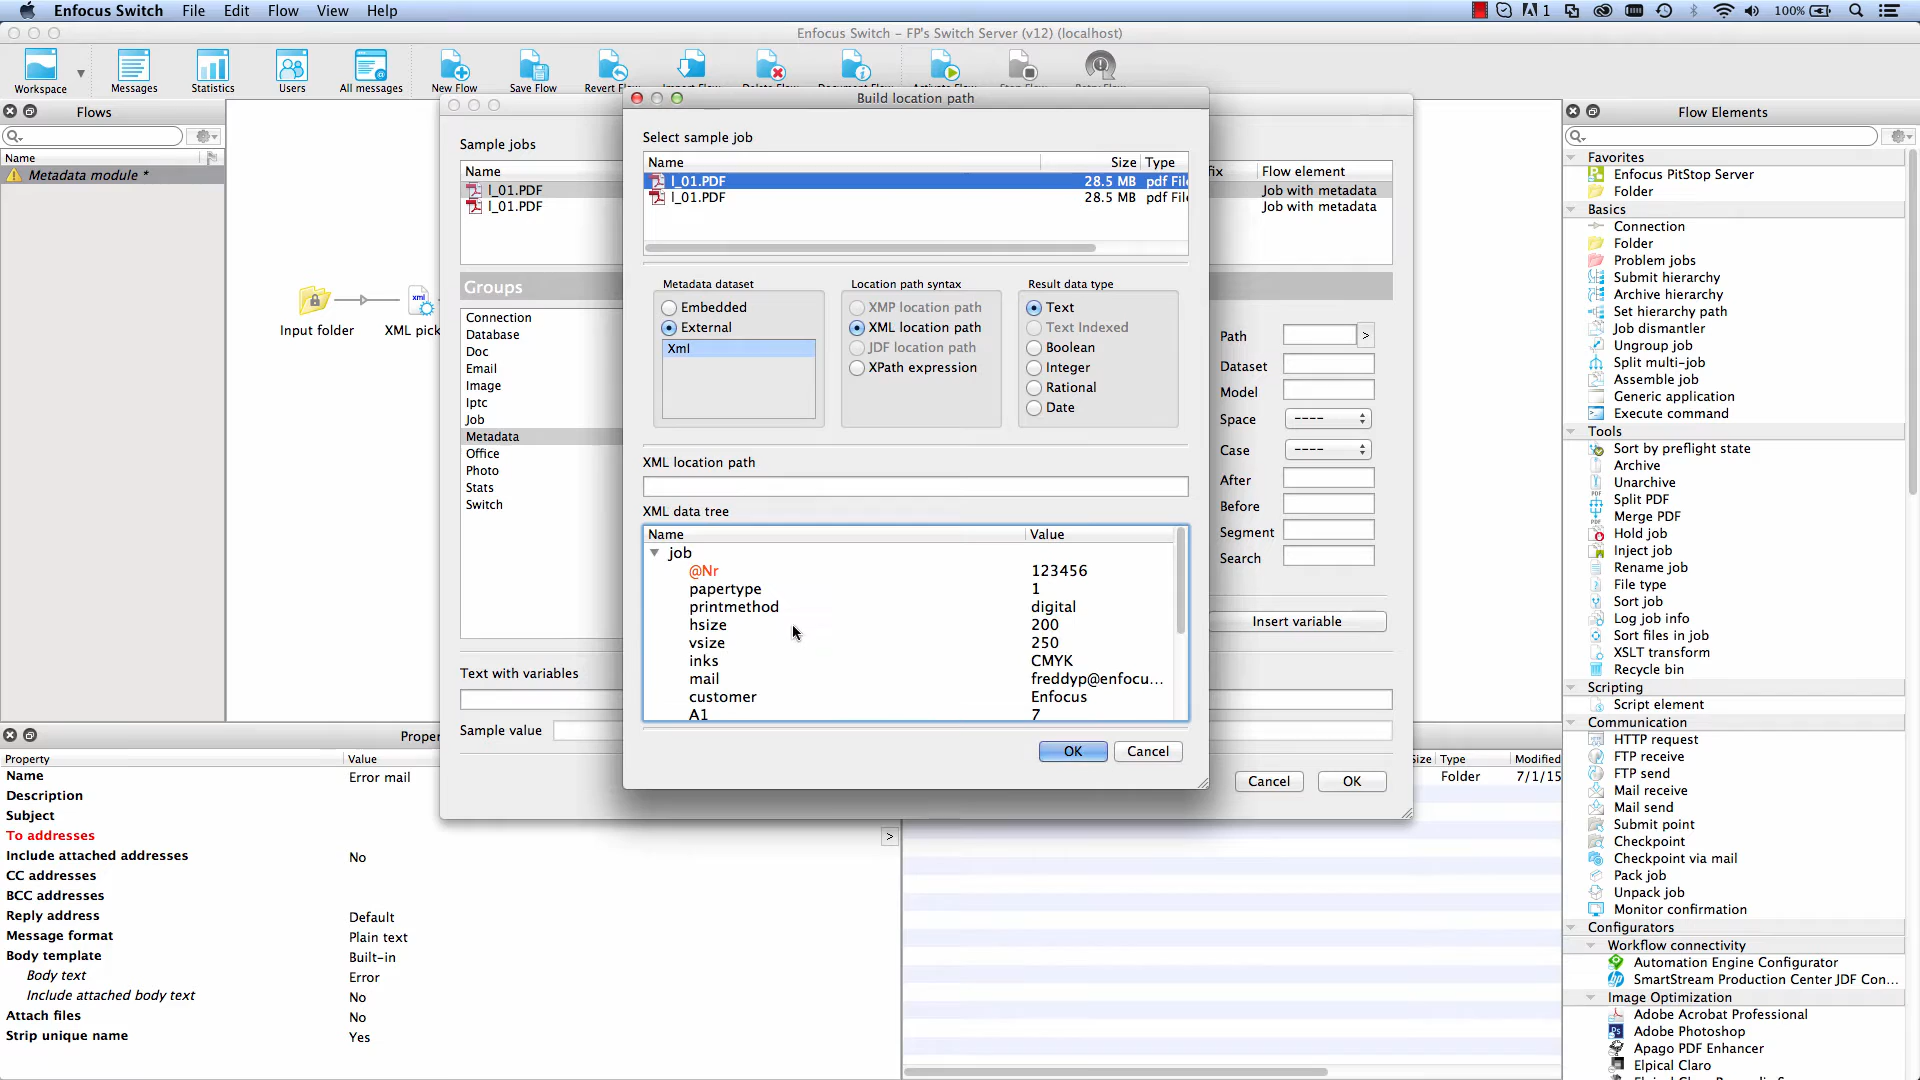 Enfocus Switch File Edit Flow View Help
1 100%
Enfocus Switch – FP's Switch Server (v12) (localhost)
Workspace Messages Statistics Users All messages New Flow Save Flow
Flows
Name
Metadata module *
Input folder
XML pick
Sample jobs
Name
Flow element
I_01.PDF Job with metadata
I_01.PDF Job with metadata
Groups
Connection
Database
Doc
Email
Image
Iptc
Job
Metadata
Office
Photo
Stats
Switch
Path >
Dataset
Model
Space ----
Case ----
After
Before
Segment
Search
Insert variable
Text with variables
Sample value
Cancel OK
Build location path
Select sample job
Name Size Type
I_01.PDF 28.5 MB pdf File
I_01.PDF 28.5 MB pdf File
Metadata dataset
Embedded
External
Xml
Location path syntax
XMP location path
XML location path
JDF location path
XPath expression
Result data type
Text
Text Indexed
Boolean
Integer
Rational
Date
XML location path
XML data tree
Name Value
job
@Nr 123456
papertype 1
printmethod digital
hsize 200
vsize 250
inks CMYK
mail freddyp@enfocu...
customer Enfocus
A1 7
OK Cancel
Flow Elements
Favorites
Enfocus PitStop Server
Folder
Basics
Connection
Folder
Problem jobs
Submit hierarchy
Archive hierarchy
Set hierarchy path
Job dismantler
Ungroup job
Split multi-job
Assemble job
Generic application
Execute command
Tools
Sort by preflight state
Archive
Unarchive
Split PDF
Merge PDF
Hold job
Inject job
Rename job
File type
Sort job
Log job info
Sort files in job
XSLT transform
Recycle bin
Scripting
Script element
Communication
HTTP request
FTP receive
FTP send
Mail receive
Mail send
Submit point
Checkpoint
Checkpoint via mail
Pack job
Unpack job
Monitor confirmation
Configurators
Workflow connectivity
Automation Engine Configurator
SmartStream Production Center JDF Con...
Image Optimization
Adobe Acrobat Professional
Adobe Photoshop
Apago PDF Enhancer
Elpical Claro
Proper
Property Value
Name Error mail
Description
Subject
To addresses >
Include attached addresses No
CC addresses
BCC addresses
Reply address Default
Message format Plain text
Body template Built-in
Body text Error
Include attached body text No
Attach files No
Strip unique name Yes
Size Type Modified
Folder 7/1/15